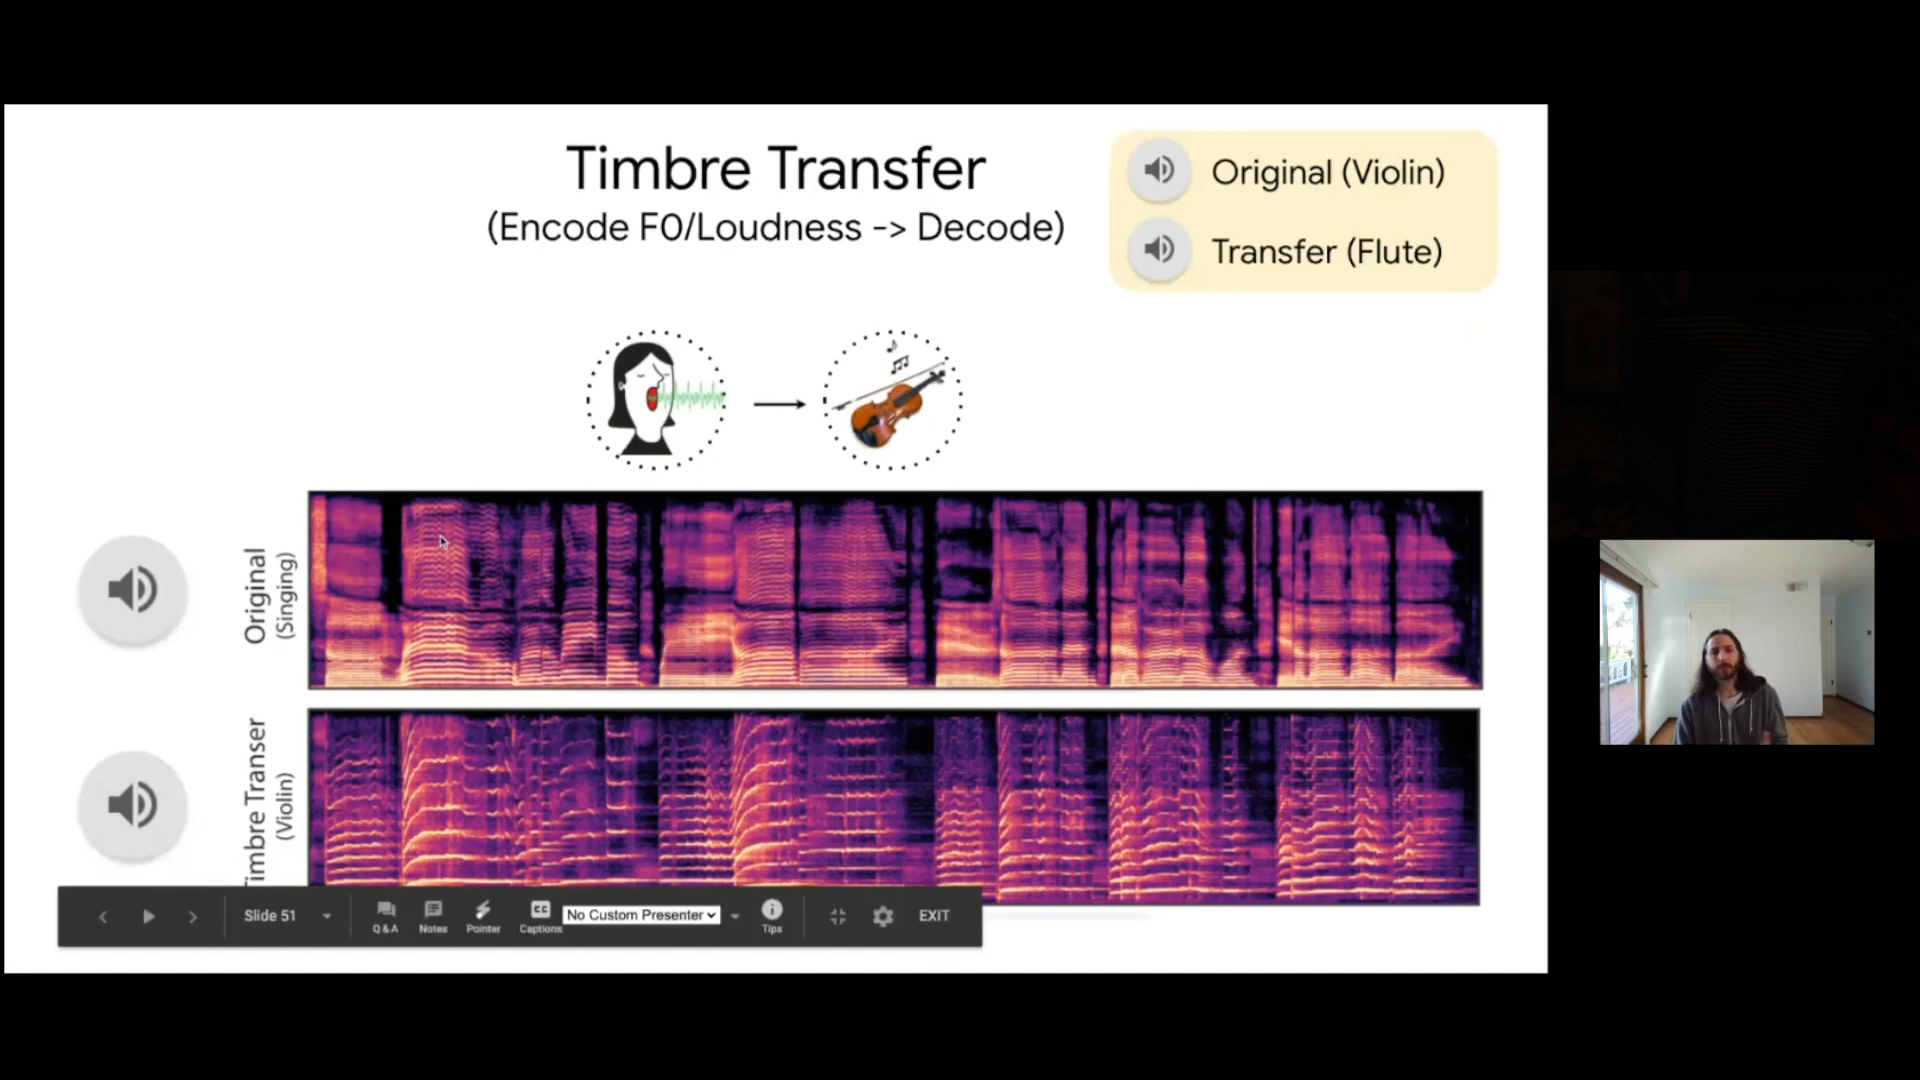 Timbre Transfer
(Encode F0/Loudness -> Decode)
Original (Violin)
Transfer (Flute)
Original
(Singing)
Timbre Transer
(Violin)
Slide 51
Q & A
Notes
Pointer
Captions
No Custom Presenter
Tips
EXIT